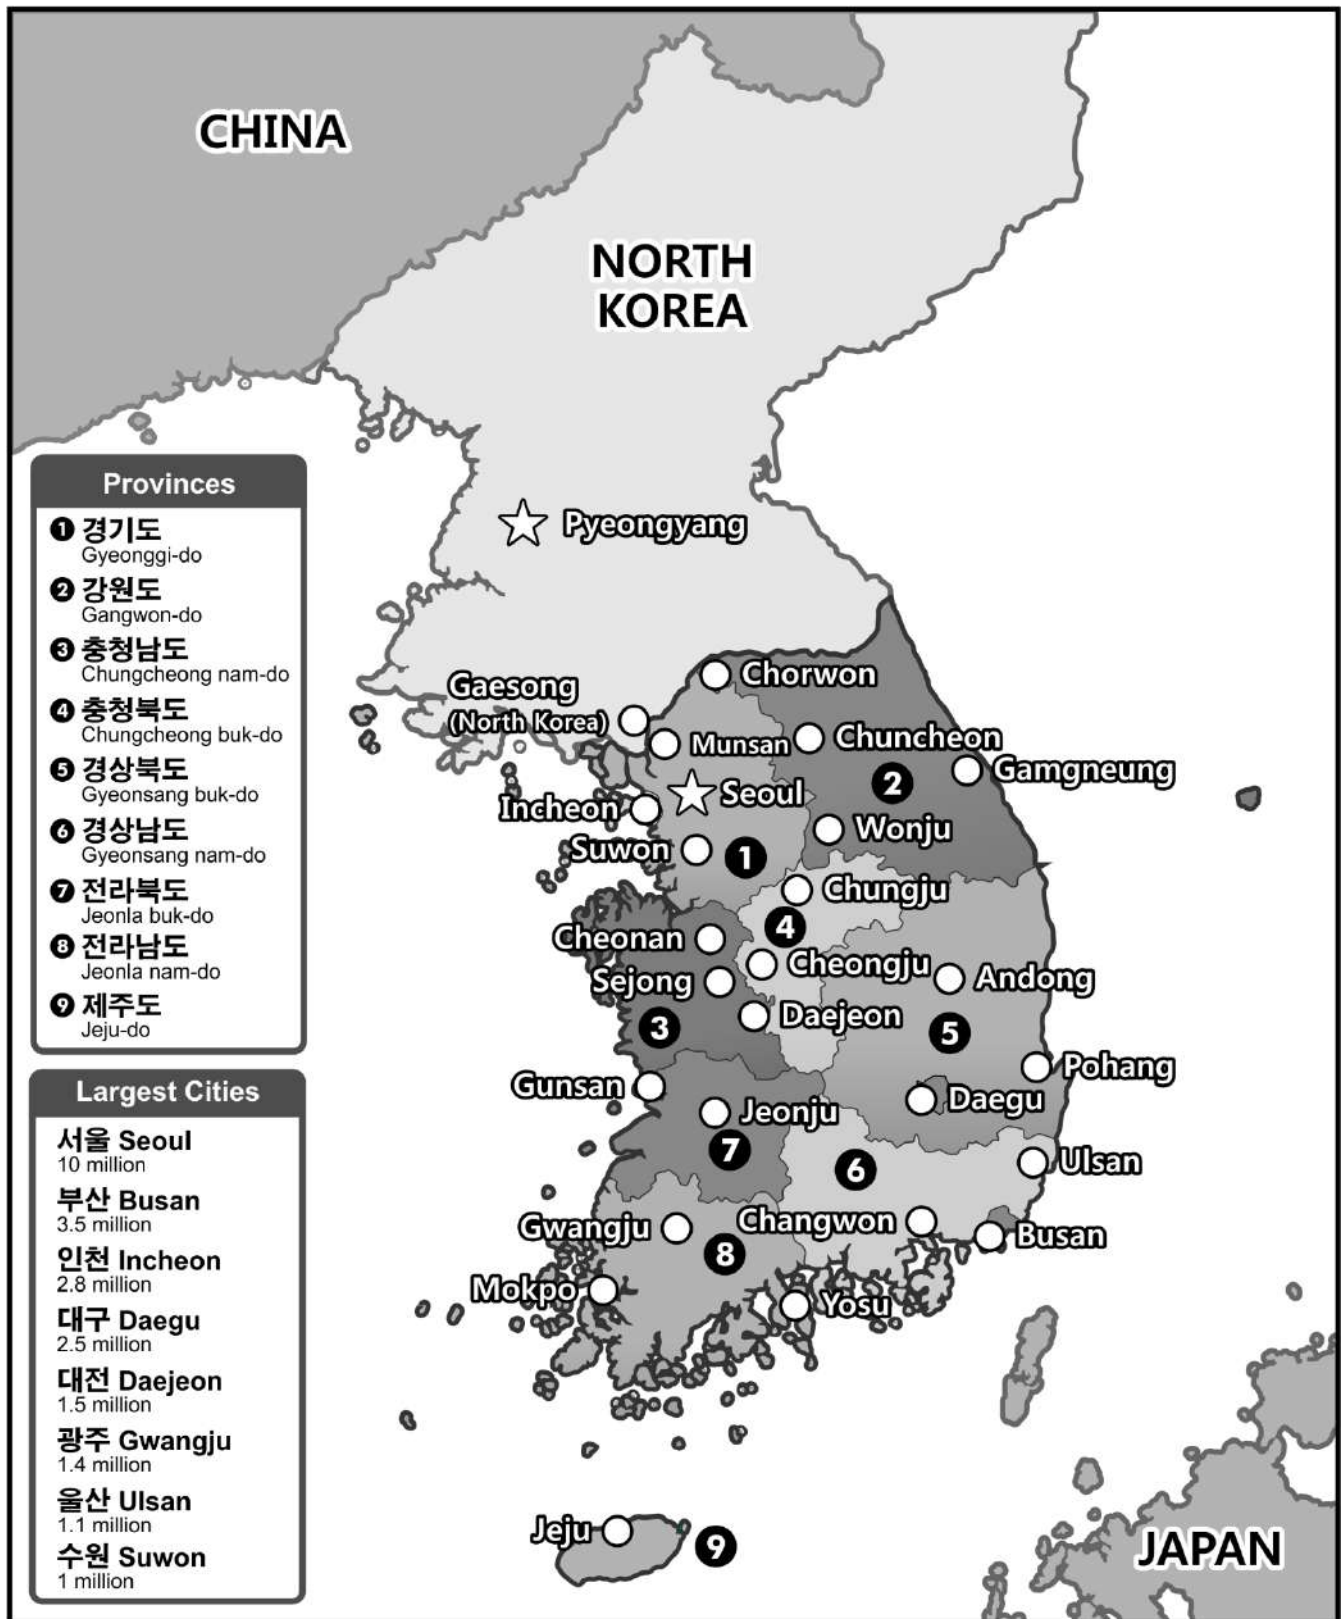 CHINA
NORTH
KOREA
Provinces
❶ 경기도
Gyeonggi-do
❷ 강원도
Gangwon-do
❸ 충청남도
Chungcheong nam-do
❹ 충청북도
Chungcheong buk-do
❺ 경상북도
Gyeonsang buk-do
❻ 경상남도
Gyeonsang nam-do
❼ 전라북도
Jeonla buk-do
❽ 전라남도
Jeonla nam-do
❾ 제주도
Jeju-do
Largest Cities
서울 Seoul
10 million
부산 Busan
3.5 million
인천 Incheon
2.8 million
대구 Daegu
2.5 million
대전 Daejeon
1.5 million
광주 Gwangju
1.4 million
울산 Ulsan
1.1 million
수원 Suwon
1 million
Pyeongyang
Chorwon
Gaesong
(North Korea)
Munsan
Chuncheon
Gamgneung
2
Seoul
Incheon
Wonju
Suwon
1
Chungju
4
Cheonan
Cheongju
Andong
Sejong
Daejeon
3
5
Pohang
Gunsan
Daegu
Jeonju
7
6
Ulsan
Gwangju
Changwon
Busan
8
Mokpo
Yosu
Jeju
9
JAPAN